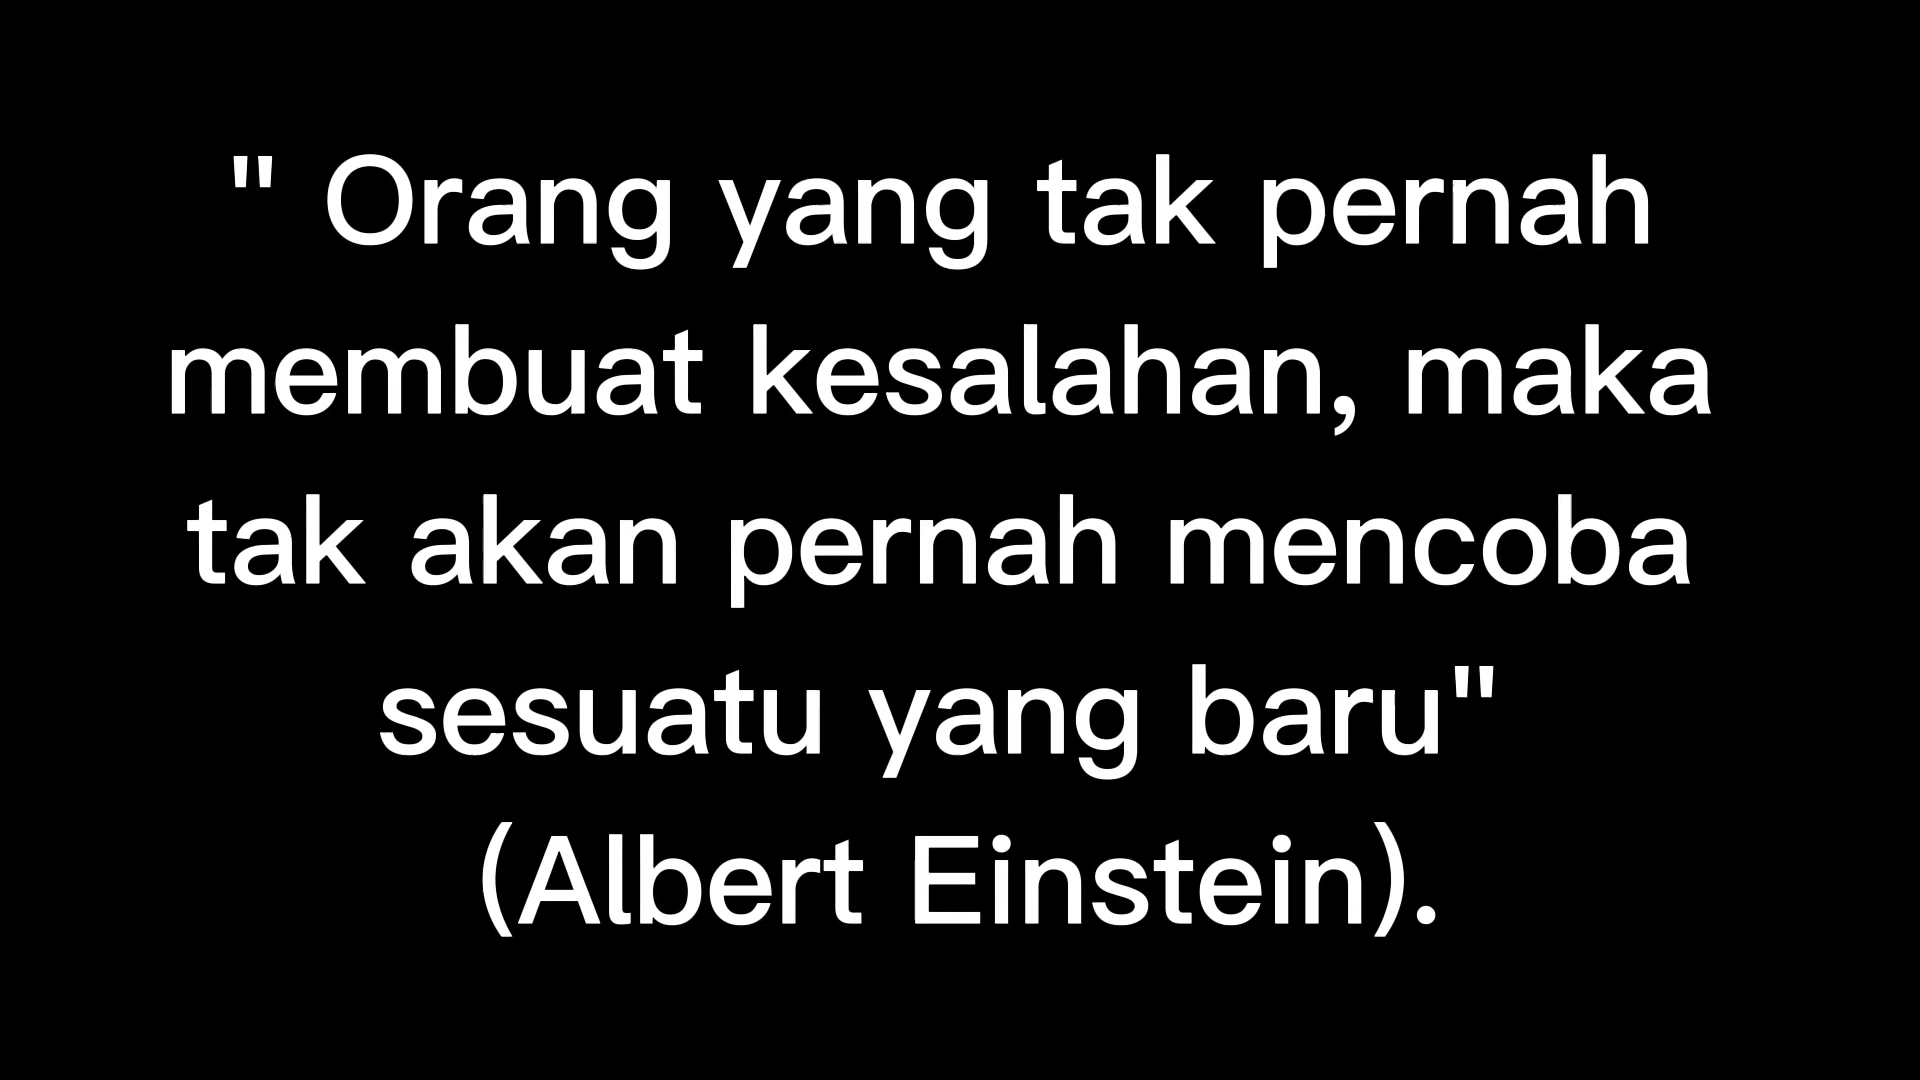 " Orang yang tak pernah
membuat kesalahan, maka
tak akan pernah mencoba
sesuatu yang baru"
(Albert Einstein).